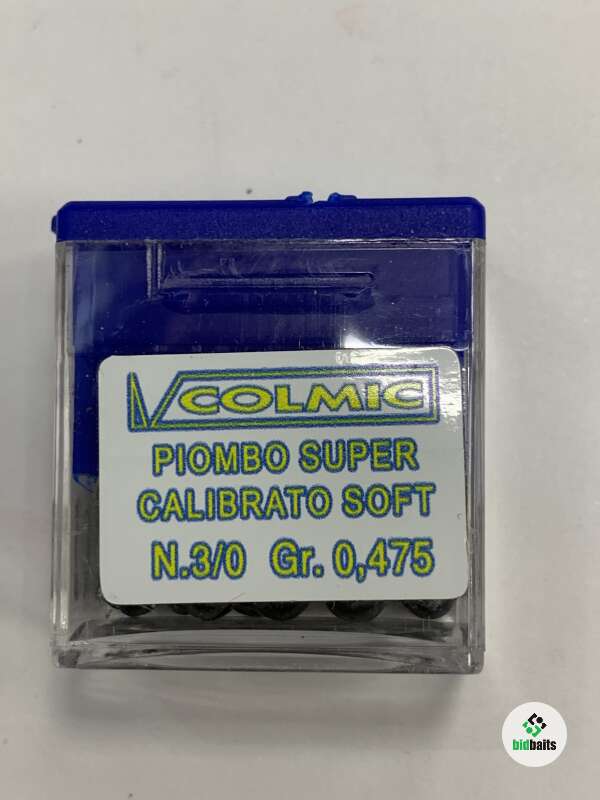 COLMIC
PIOMBO SUPER
CALIBRATO SOFT
N.3/0 Gr. 0,475
bidbaits